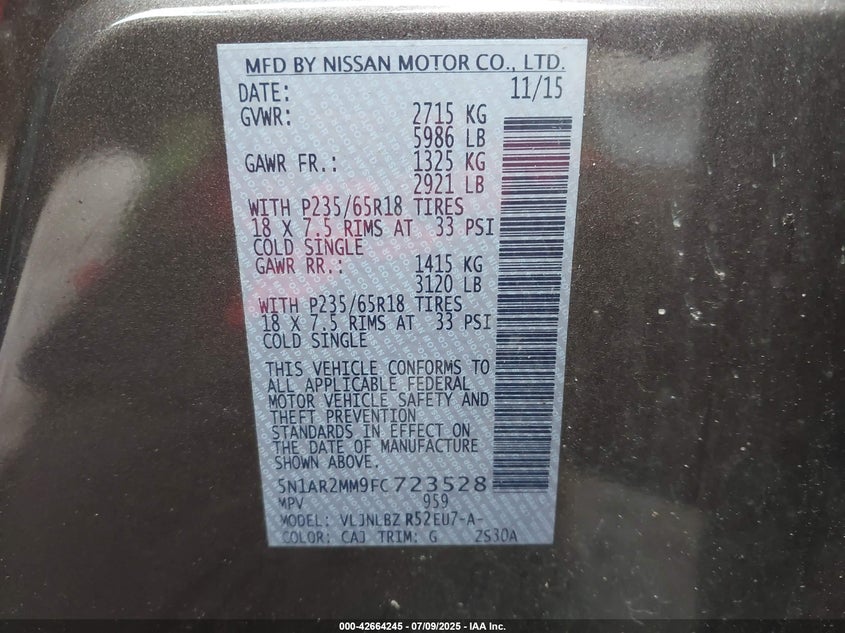 MFD BY NISSAN MOTOR CO., LTD.
DATE: 11/15
GVWR: 2715 KG
5986 LB
GAWR FR.: 1325 KG
2921 LB
WITH P235/65R18 TIRES
18 X 7.5 RIMS AT 33 PSI
COLD SINGLE
GAWR RR.: 1415 KG
3120 LB
WITH P235/65R18 TIRES
18 X 7.5 RIMS AT 33 PSI
COLD SINGLE
THIS VEHICLE CONFORMS TO
ALL APPLICABLE FEDERAL
MOTOR VEHICLE SAFETY AND
THEFT PREVENTION
STANDARDS IN EFFECT ON
THE DATE OF MANUFACTURE
SHOWN ABOVE.
5N1AR2MM9FC723528
MPV 959
MODEL: VLJNLBZ R52EU7-A-
COLOR: CAJ TRIM: G 2S30A
000-42664245 - 07/09/2025 - IAA Inc.